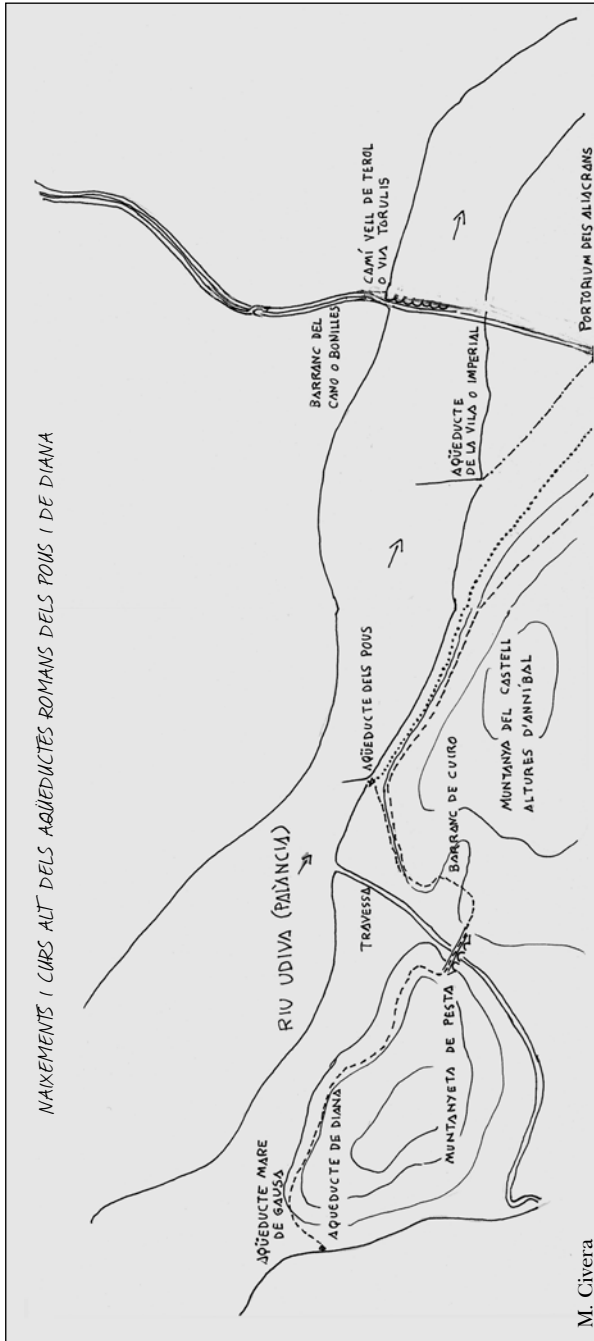 NAIXEMENTS I CURS ALT DELS AQÜEDUCTES ROMANS DELS POUS I DE DIANA
AQÜEDUCTE MARE
DE GAUSA
AQUEDUCTE DE DIANA
MUNTANYETA DE PESTA
RIU UDIVA (PALÀNCIA)
TRAVESSA
AQÜEDUCTE DELS POUS
BARRANC DE CUIRO
MUNTANYA DEL CASTELL
ALTURES D'ANNÍBAL
BARRANC DEL
CANO O BONILLES
CAMÍ VELL DE TEROL
O VIA TORULIS
AQÜEDUCTE
DE LA VILA O IMPERIAL
PORTORIUM DELS ALIACRANS
M. Civera